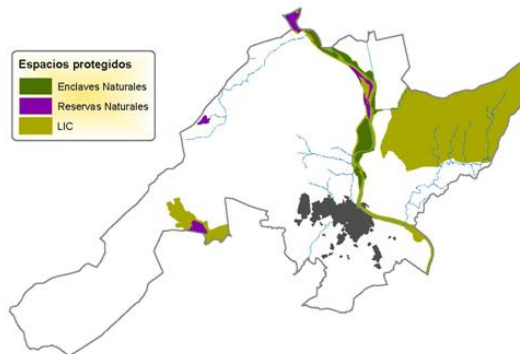 Espacios protegidos
Enclaves Naturales
Reservas Naturales
LIC